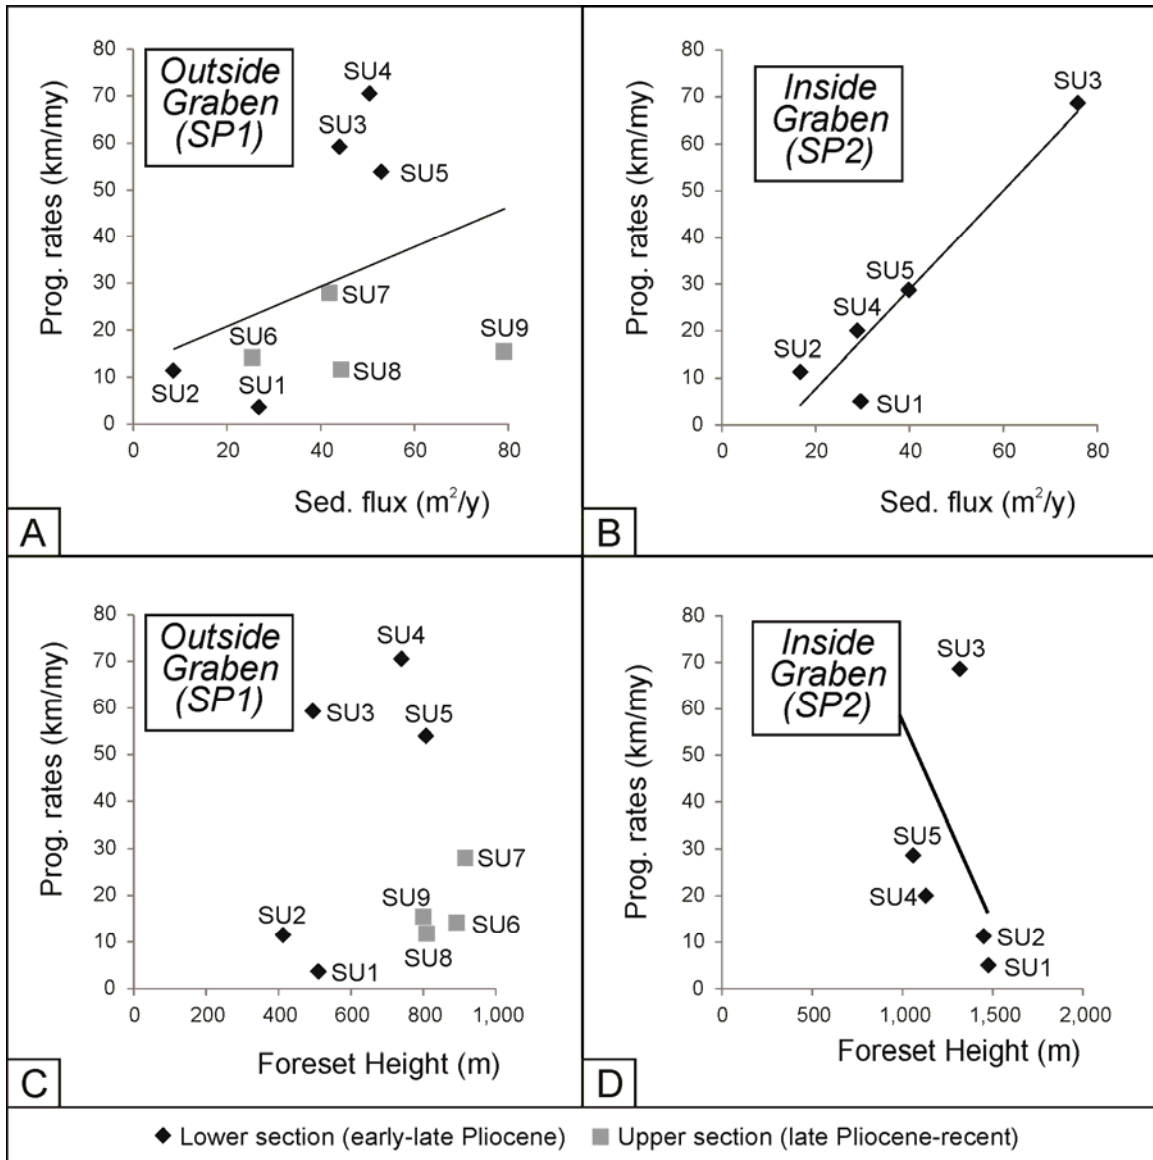 Outside
Graben
(SP1)
Prog. rates (km/my)
80
70
60
50
40
30
20
10
0
SU4
SU3
SU5
SU7
SU6
SU9
SU8
SU2
SU1
0 20 40 60 80
Sed. flux (m²/y)
A
Inside
Graben
(SP2)
Prog. rates (km/my)
80
70
60
50
40
30
20
10
0
SU3
SU5
SU4
SU2
SU1
0 20 40 60 80
Sed. flux (m²/y)
B
Outside
Graben
(SP1)
Prog. rates (km/my)
80
70
60
50
40
30
20
10
0
SU4
SU3
SU5
SU7
SU9
SU6
SU2
SU8
SU1
0 200 400 600 800 1,000
Foreset Height (m)
C
Inside
Graben
(SP2)
Prog. rates (km/my)
80
70
60
50
40
30
20
10
0
SU3
SU5
SU4
SU2
SU1
0 500 1,000 1,500 2,000
Foreset Height (m)
D
Lower section (early-late Pliocene) Upper section (late Pliocene-recent)